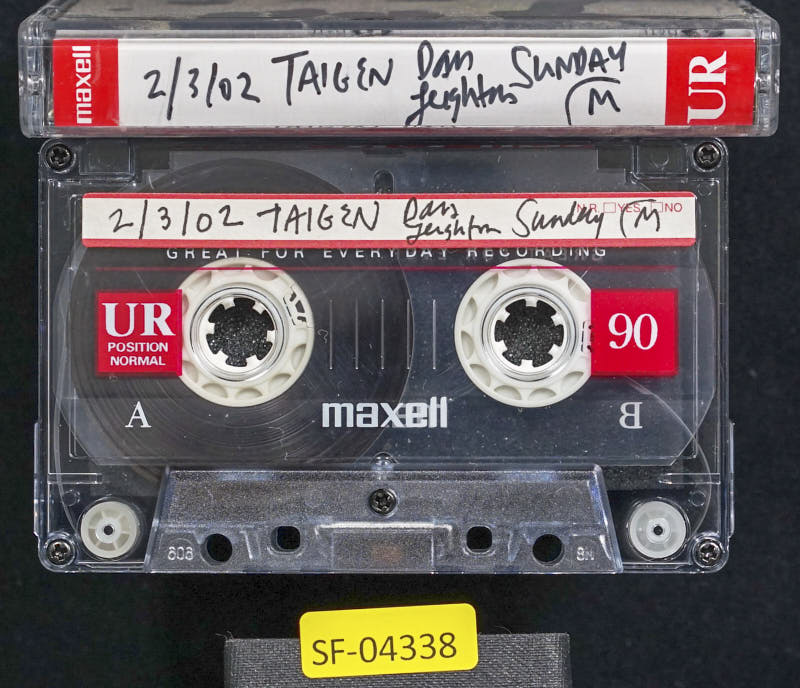 maxell 2/3/02 TAIGEN Dan Leighton SUNDAY M UR
2/3/02 TAIGEN Dan Leighton Sunday M N.R. □YES □NO
GREAT FOR EVERYDAY RECORDING
UR
POSITION
NORMAL
90
A
maxell
B
SF-04338